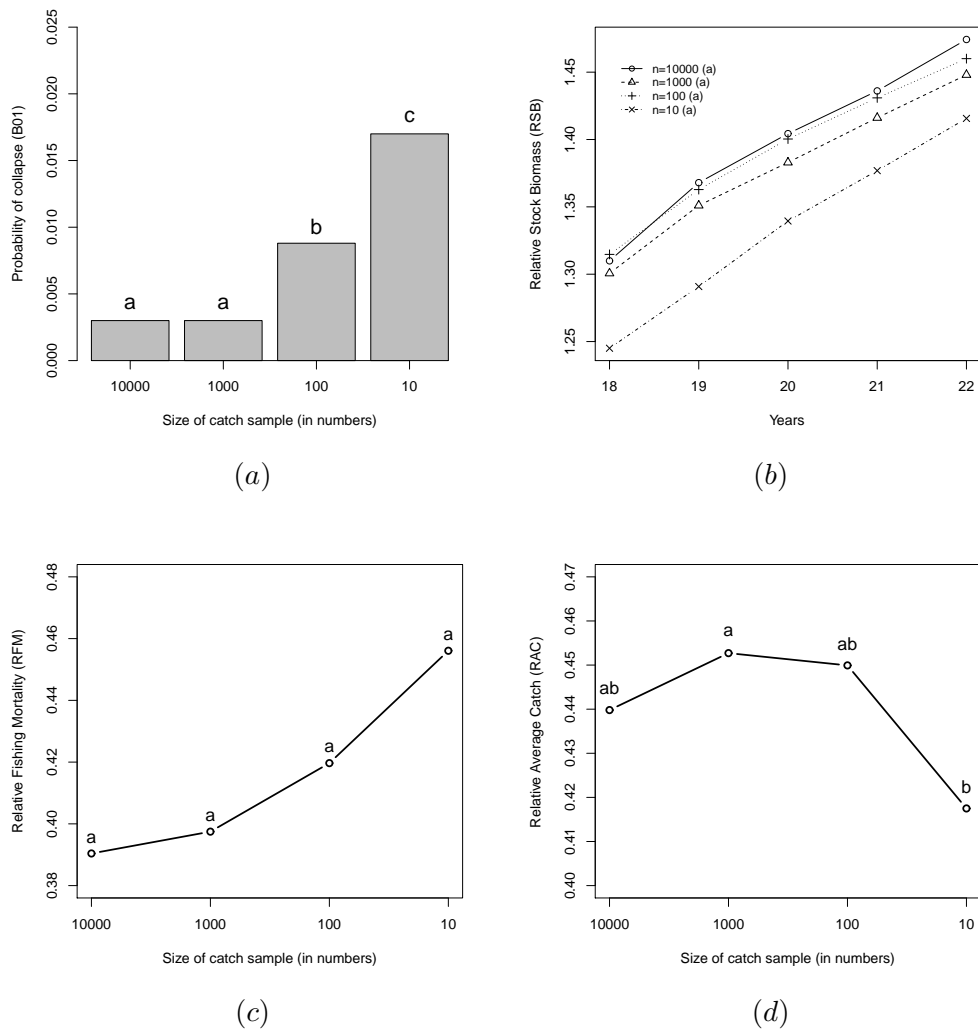 0.025
0.020
0.015
0.010
0.005
0.000
Probability of collapse (B01)
a
a
b
c
10000 1000 100 10
Size of catch sample (in numbers)
(a)
1.45
1.40
1.35
1.30
1.25
Relative Stock Biomass (RSB)
n=10000 (a)
n=1000 (a)
n=100 (a)
n=10 (a)
18 19 20 21 22
Years
(b)
0.48
0.46
0.44
0.42
0.40
0.38
Relative Fishing Mortality (RFM)
a
a
a
a
10000 1000 100 10
Size of catch sample (in numbers)
(c)
0.47
0.46
0.45
0.44
0.43
0.42
0.41
0.40
Relative Average Catch (RAC)
ab
a
ab
b
10000 1000 100 10
Size of catch sample (in numbers)
(d)